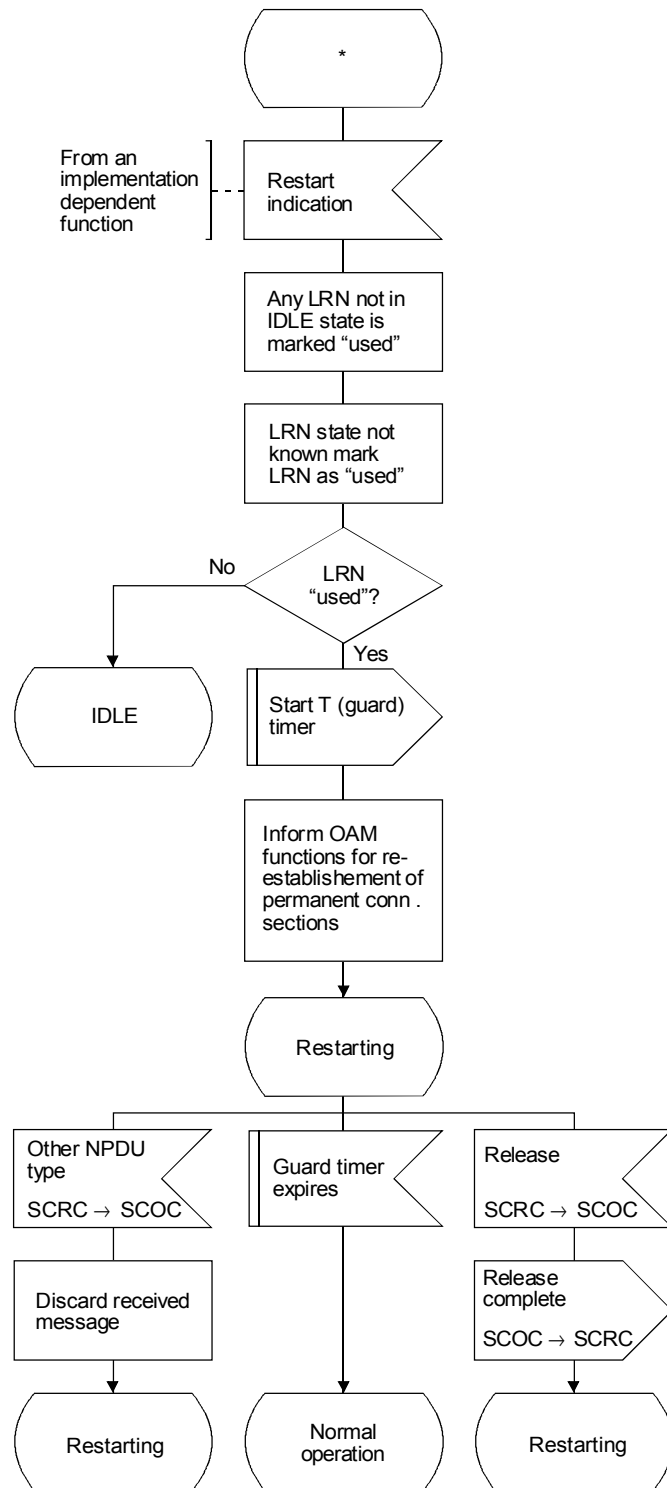 *
From an
implementation
dependent
function
Restart
indication
Any LRN not in
IDLE state is
marked “used”
LRN state not
known mark
LRN as “used”
No
LRN
“used”?
Yes
IDLE
Start T (guard)
timer
Inform OAM
functions for re-
establishement of
permanent conn .
sections
Restarting
Other NPDU
type
SCRC → SCOC
Guard timer
expires
Release
SCRC → SCOC
Discard received
message
Release
complete
SCOC → SCRC
Restarting
Normal
operation
Restarting